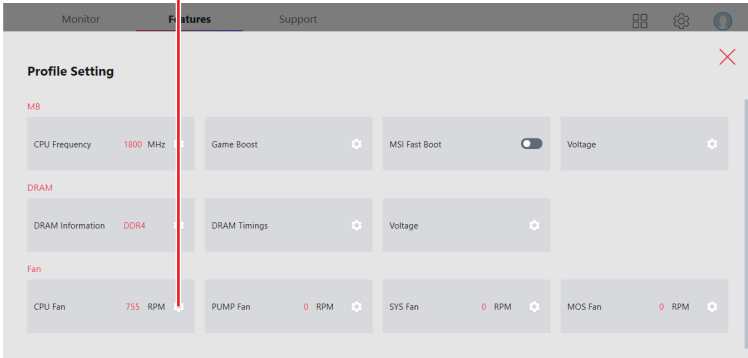 Monitor Features Support
Profile Setting
MB
CPU Frequency 1800 MHz Game Boost MSI Fast Boot Voltage
DRAM
DRAM Information DDR4 DRAM Timings Voltage
Fan
CPU Fan 755 RPM PUMP Fan 0 RPM SYS Fan 0 RPM MOS Fan 0 RPM